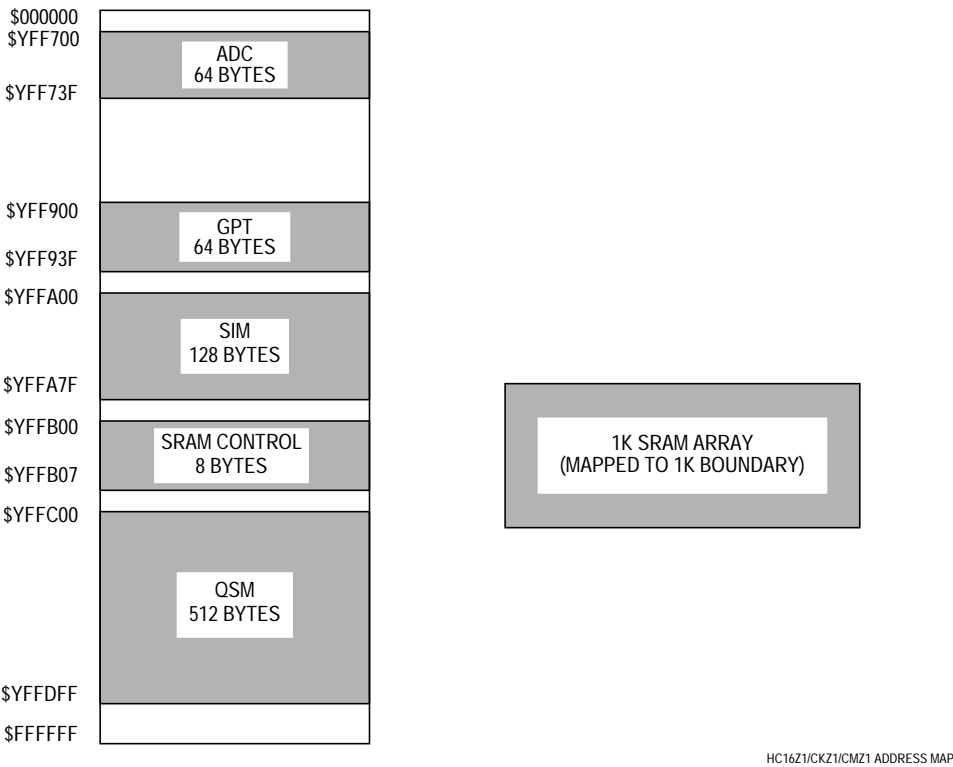 $000000
$YFF700
ADC
64 BYTES
$YFF73F
$YFF900
GPT
64 BYTES
$YFF93F
$YFFA00
SIM
128 BYTES
$YFFA7F
$YFFB00
SRAM CONTROL
8 BYTES
$YFFB07
$YFFC00
QSM
512 BYTES
$YFFDFF
$FFFFFF
1K SRAM ARRAY
(MAPPED TO 1K BOUNDARY)
HC16Z1/CKZ1/CMZ1 ADDRESS MAP